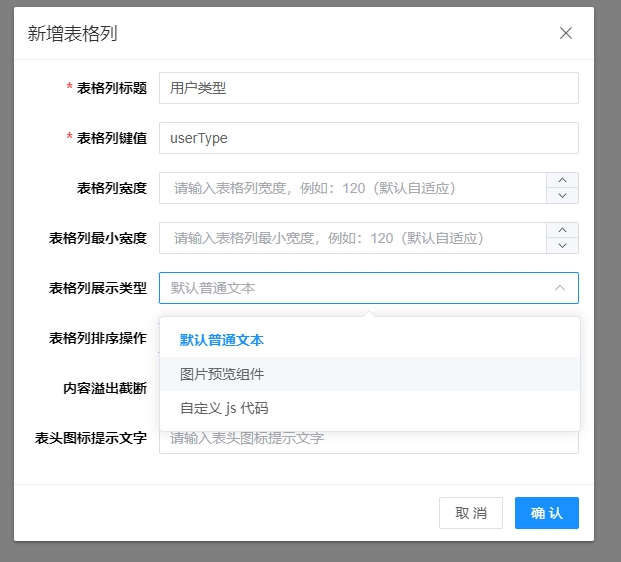 新增表格列
* 表格列标题 用户类型
* 表格列键值 userType
表格列宽度 请输入表格列宽度，例如：120（默认自适应）
表格列最小宽度 请输入表格列最小宽度，例如：120（默认自适应）
表格列展示类型 默认普通文本
表格列排序操作 默认普通文本
图片预览组件
内容溢出截断
自定义 js 代码
表头图标提示文字 请输入表头图标提示文字
取 消 确 认